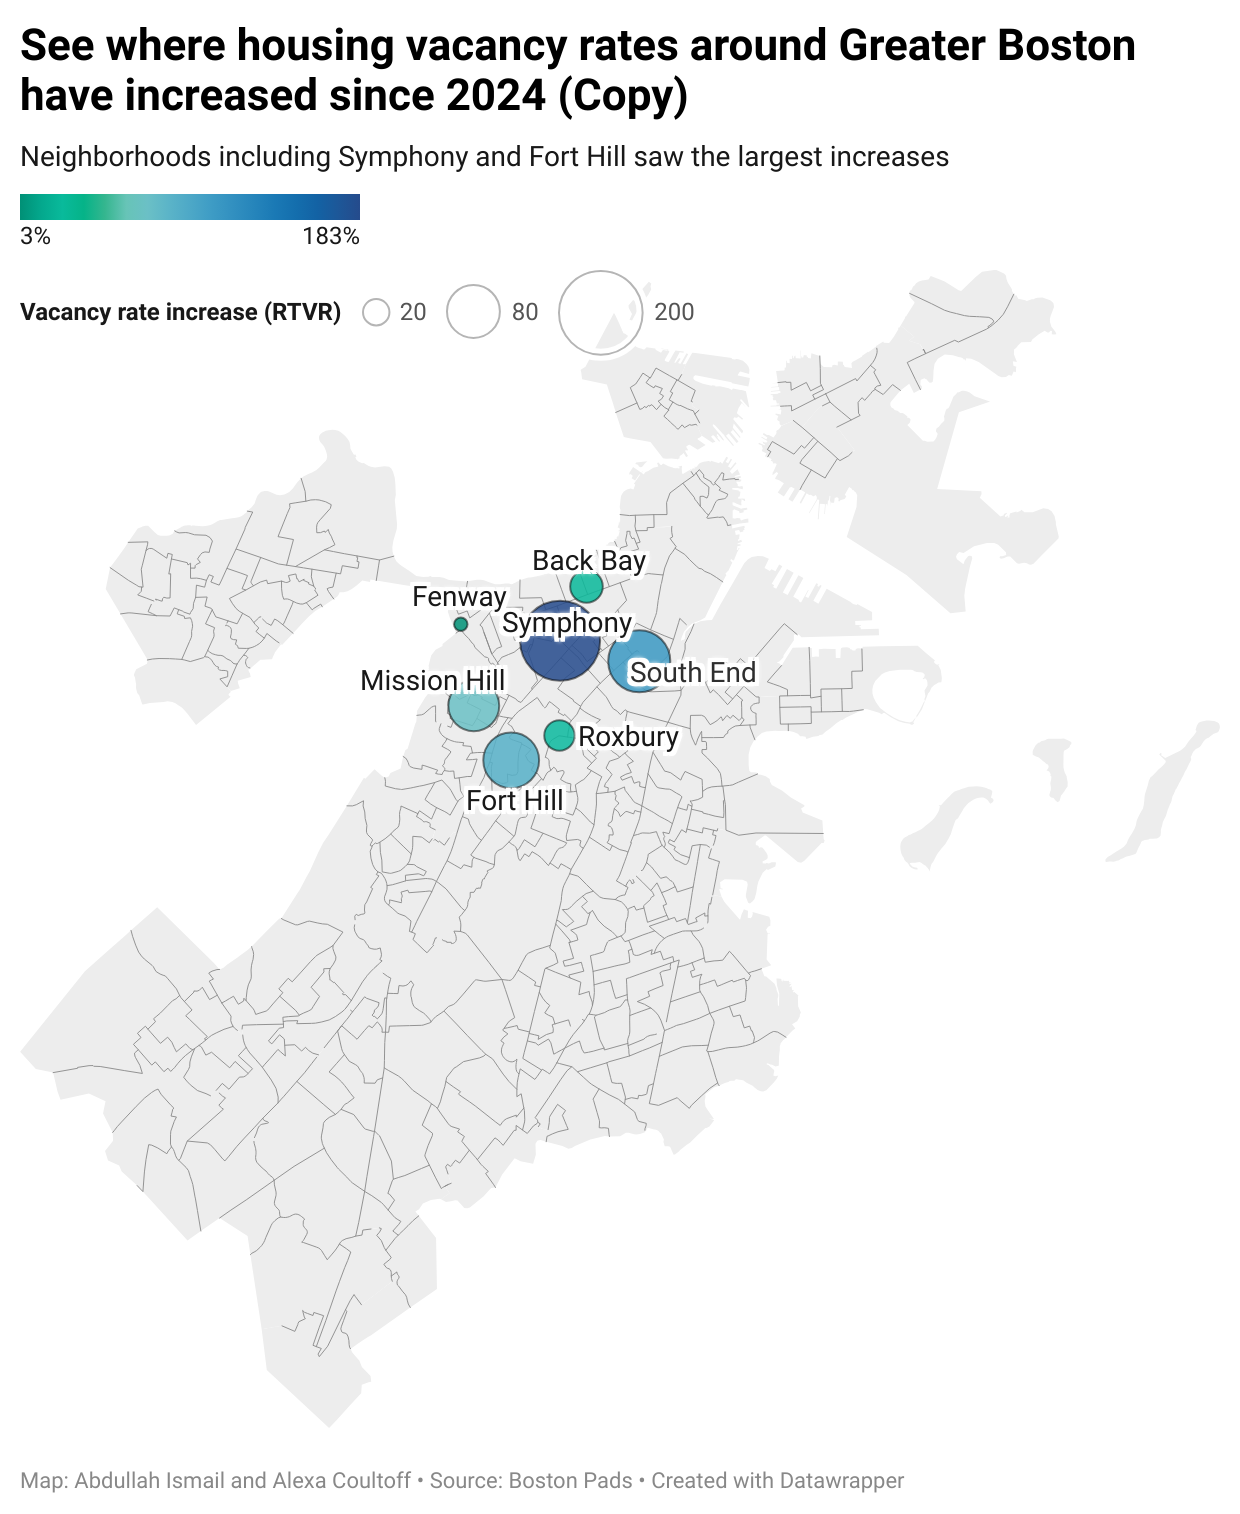 See where housing vacancy rates around Greater Boston
have increased since 2024 (Copy)
Neighborhoods including Symphony and Fort Hill saw the largest increases
3% 183%
Vacancy rate increase (RTVR) 20 80 200
Back Bay
Fenway
Symphony
South End
Mission Hill
Roxbury
Fort Hill
Map: Abdullah Ismail and Alexa Coultoff • Source: Boston Pads • Created with Datawrapper